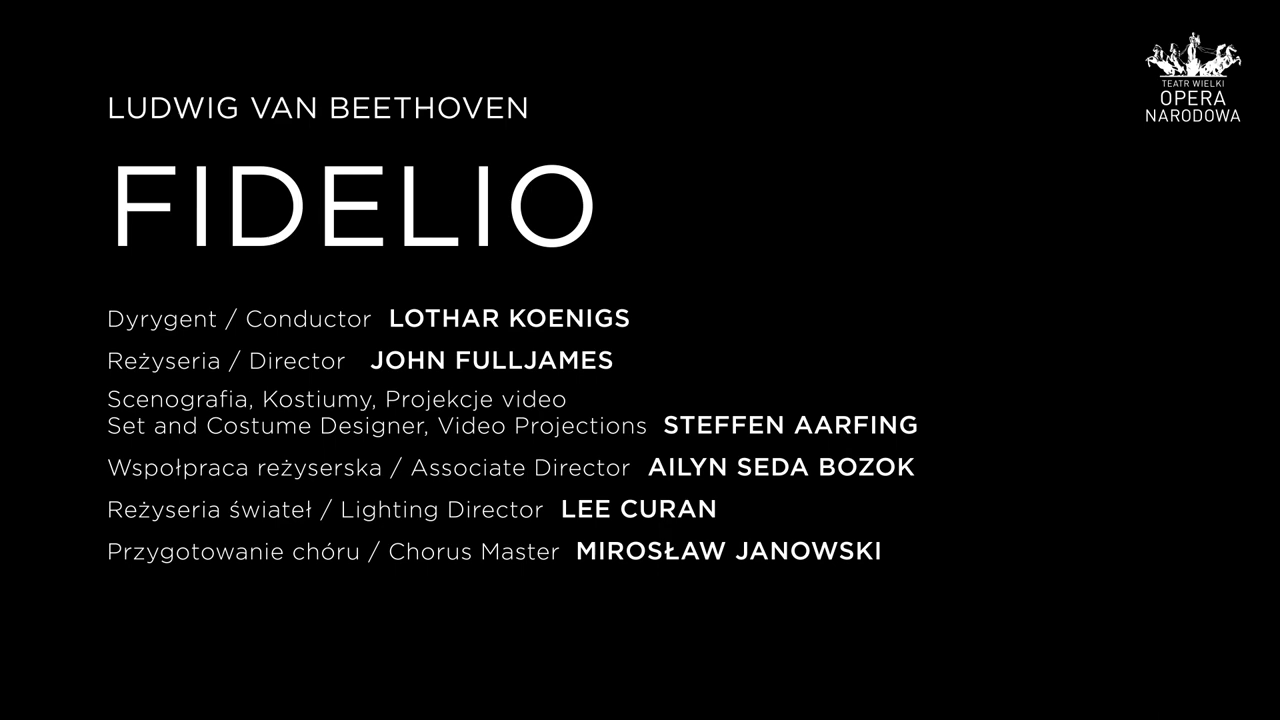 LUDWIG VAN BEETHOVEN
FIDELIO
Dyrygent / Conductor LOTHAR KOENIGS
Reżyseria / Director JOHN FULLJAMES
Scenografia, Kostiumy, Projekcje video
Set and Costume Designer, Video Projections STEFFEN AARFING
Wspołpraca reżyserska / Associate Director AILYN SEDA BOZOK
Reżyseria świateł / Lighting Director LEE CURAN
Przygotowanie chóru / Chorus Master MIROSŁAW JANOWSKI
TEATR WIELKI
OPERA
NARODOWA